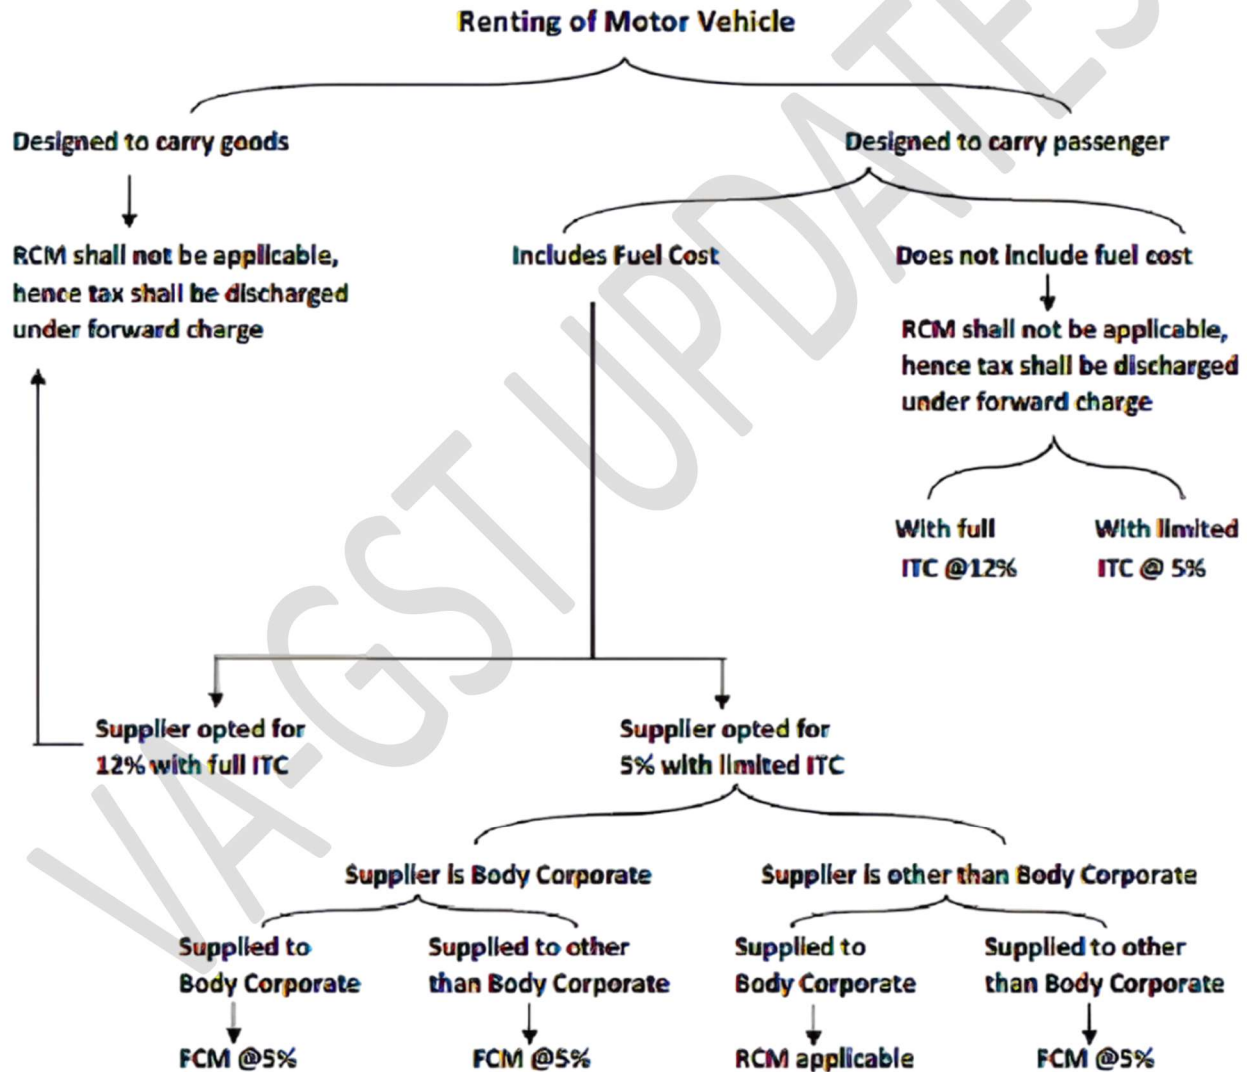 Renting of Motor Vehicle
Designed to carry goods
Designed to carry passenger
RCM shall not be applicable,
hence tax shall be discharged
under forward charge
Includes Fuel Cost
Does not include fuel cost
RCM shall not be applicable,
hence tax shall be discharged
under forward charge
With full
ITC @12%
With limited
ITC @ 5%
Supplier opted for
12% with full ITC
Supplier opted for
5% with limited ITC
Supplier is Body Corporate
Supplier is other than Body Corporate
Supplied to
Body Corporate
Supplied to other
than Body Corporate
Supplied to
Body Corporate
Supplied to other
than Body Corporate
FCM @5%
FCM @5%
RCM applicable
FCM @5%
VA-GST UPDATES